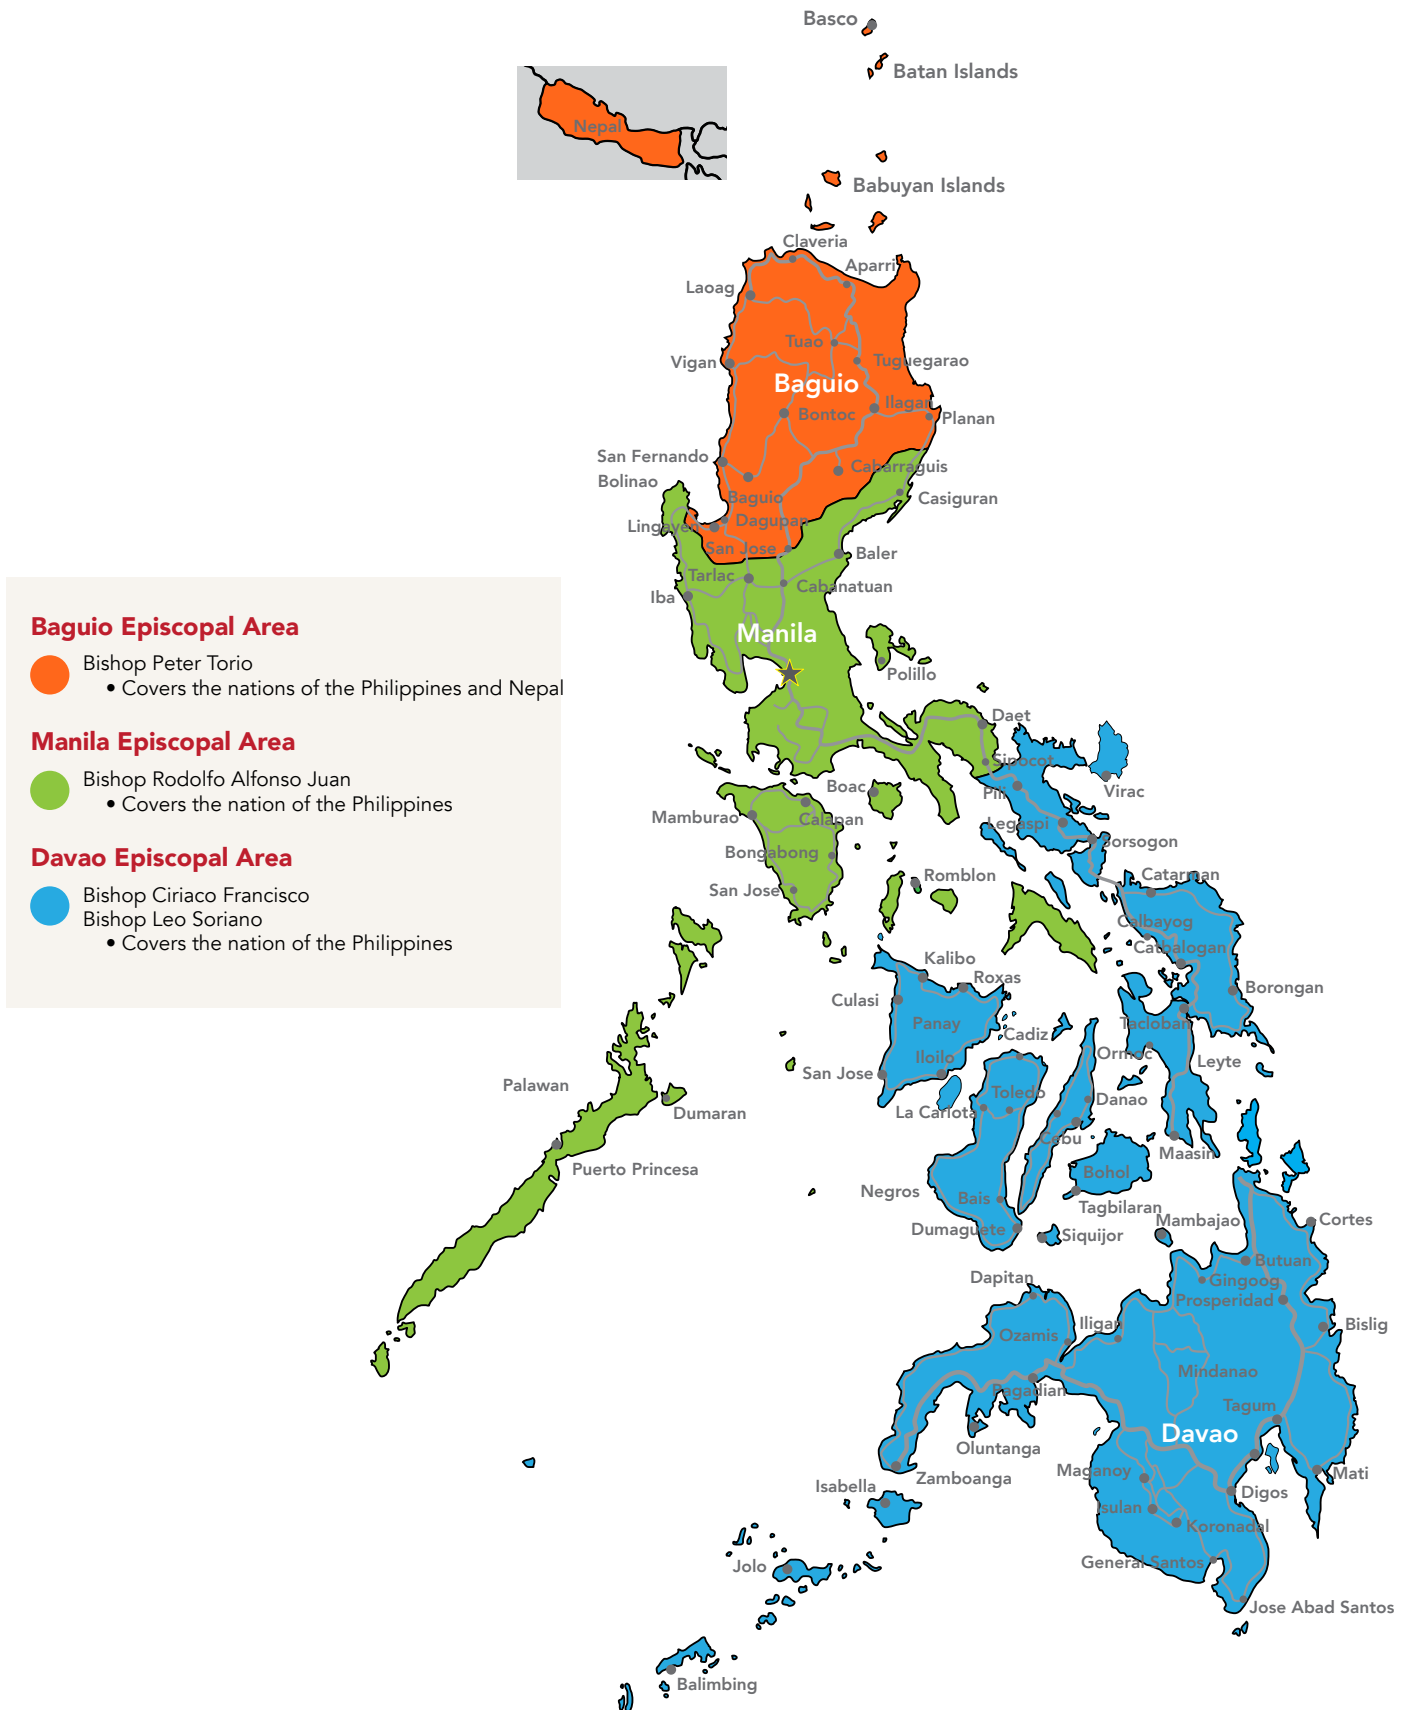 Basco
Batan Islands
Nepal
Babuyan Islands
Claveria
Aparri
Laoag
Tuao
Vigan
Tuguegarao
Baguio
Ilagan
Bontoc
Planan
San Fernando
Cabarraguis
Bolinao
Baguio
Casiguran
Lingayen
Dagupan
San Jose
Baler
Tarlac
Cabanatuan
Iba
Manila
Polillo
Baguio Episcopal Area
Bishop Peter Torio
• Covers the nations of the Philippines and Nepal
Manila Episcopal Area
Bishop Rodolfo Alfonso Juan
• Covers the nation of the Philippines
Davao Episcopal Area
Bishop Ciriaco Francisco
Bishop Leo Soriano
• Covers the nation of the Philippines
Daet
Sipocot
Boac
Pili
Virac
Mamburao
Calapan
Legaspi
Sorsogon
Bongabong
San Jose
Romblon
Catarman
Calbayog
Catbalogan
Kalibo
Roxas
Culasi
Borongan
Panay
Tacloban
Cadiz
Iloilo
Ormoc
Leyte
San Jose
Palawan
Toledo
Danao
Dumaran
La Carlota
Cebu
Maasin
Puerto Princesa
Bohol
Negros
Bais
Tagbilaran
Dumaguete
Siquijor
Mambajao
Cortes
Butuan
Dapitan
Gingoog
Prosperidad
Ozamis
Iligan
Bislig
Mindanao
Pagadian
Tagum
Davao
Oluntanga
Maganoy
Mati
Zamboanga
Isabella
Digos
Isulan
Koronadal
Jolo
General Santos
Jose Abad Santos
Balimbing